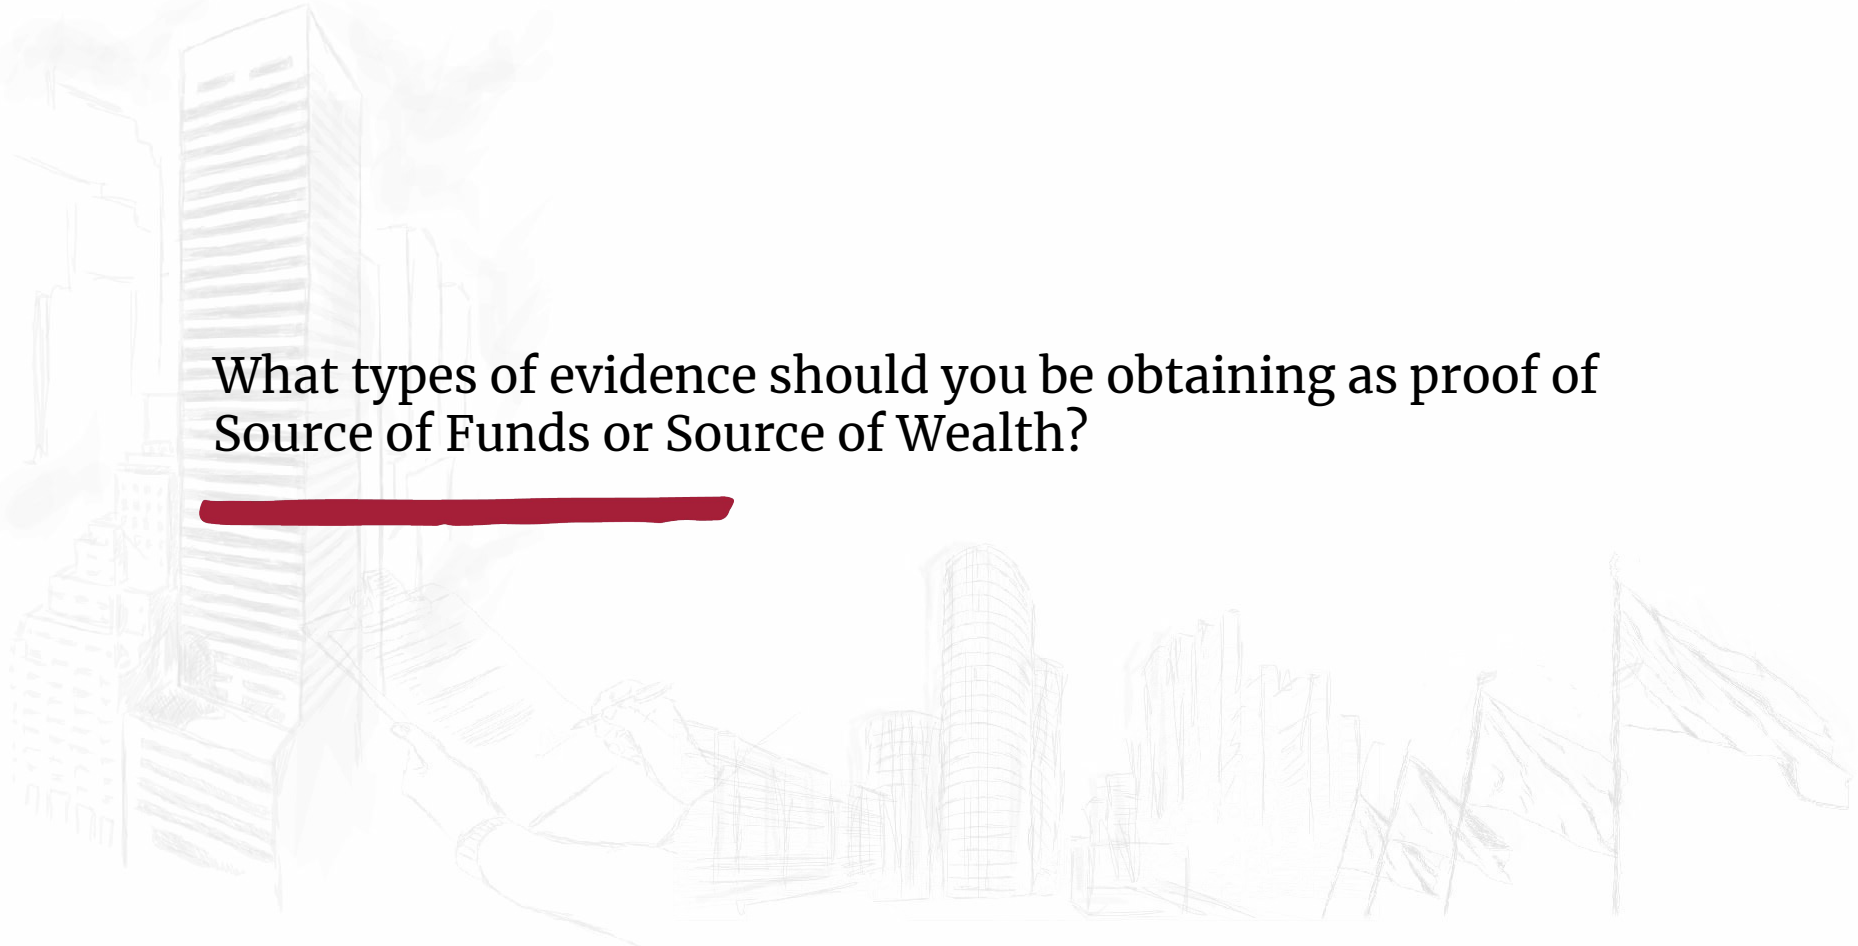 What types of evidence should you be obtaining as proof of
Source of Funds or Source of Wealth?